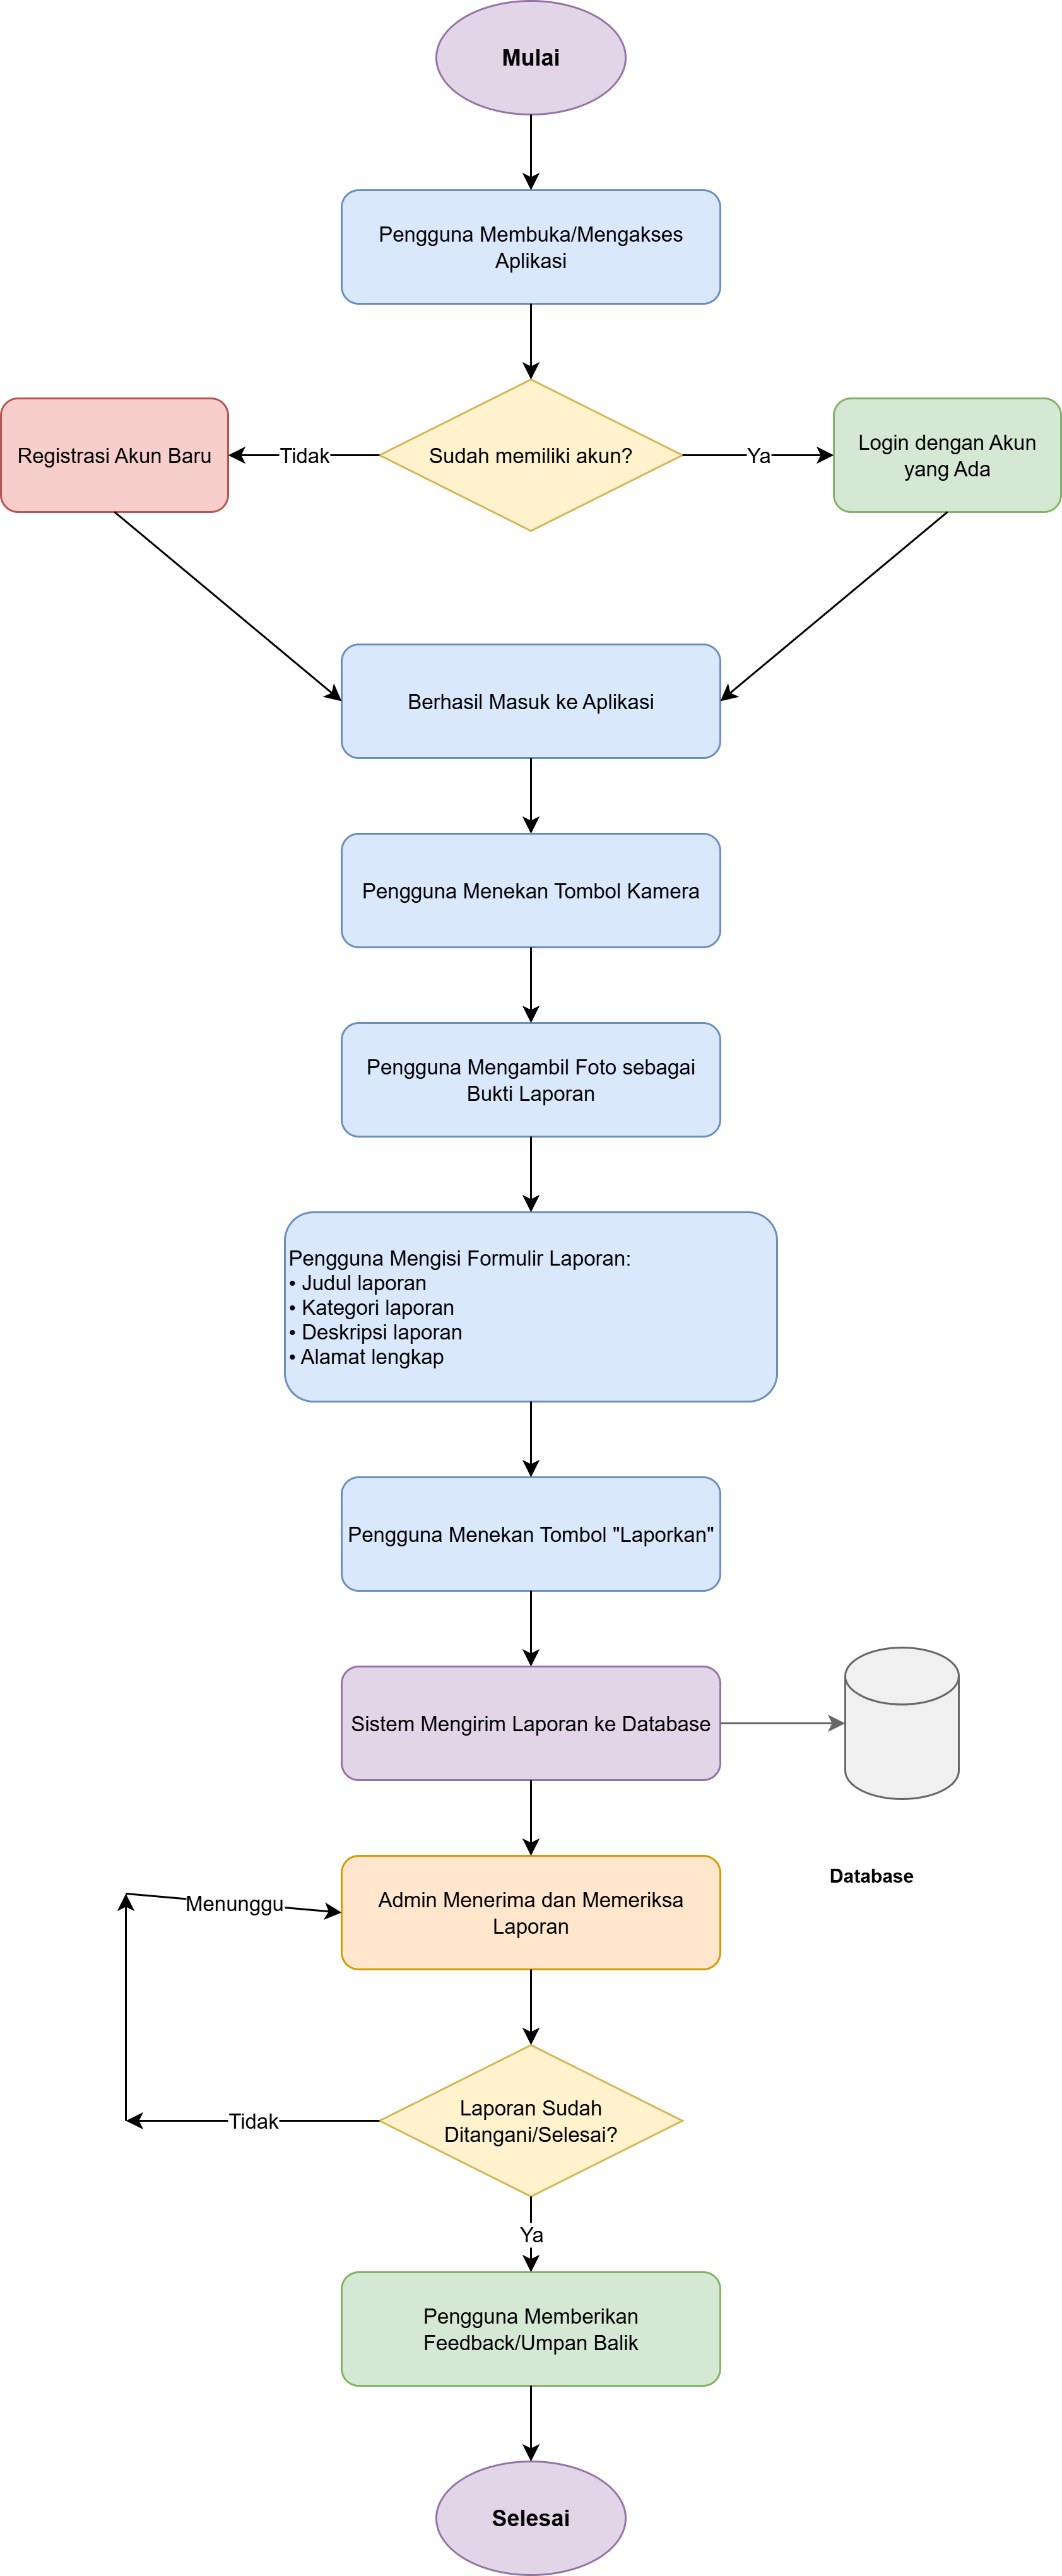 Mulai
Pengguna Membuka/Mengakses
Aplikasi
Registrasi Akun Baru
Tidak
Sudah memiliki akun?
Ya
Login dengan Akun
yang Ada
Berhasil Masuk ke Aplikasi
Pengguna Menekan Tombol Kamera
Pengguna Mengambil Foto sebagai
Bukti Laporan
Pengguna Mengisi Formulir Laporan:
• Judul laporan
• Kategori laporan
• Deskripsi laporan
• Alamat lengkap
Pengguna Menekan Tombol "Laporkan"
Sistem Mengirim Laporan ke Database
Database
Menunggu
Admin Menerima dan Memeriksa
Laporan
Laporan Sudah
Ditangani/Selesai?
Tidak
Ya
Pengguna Memberikan
Feedback/Umpan Balik
Selesai